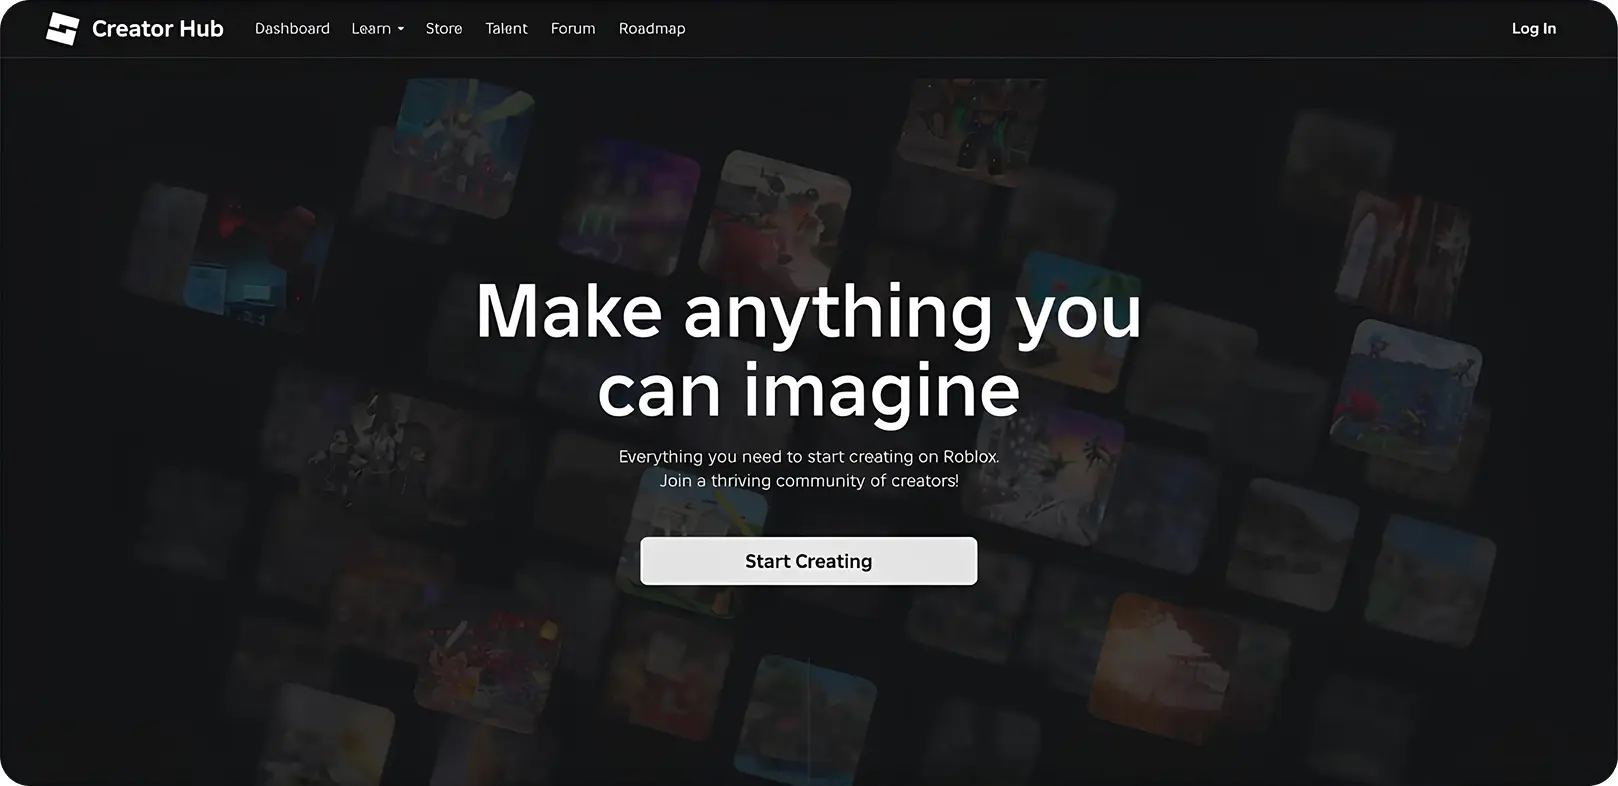 Creator Hub Dashboard Learn Store Talent Forum Roadmap Log In
Make anything you
can imagine
Everything you need to start creating on Roblox.
Join a thriving community of creators!
Start Creating